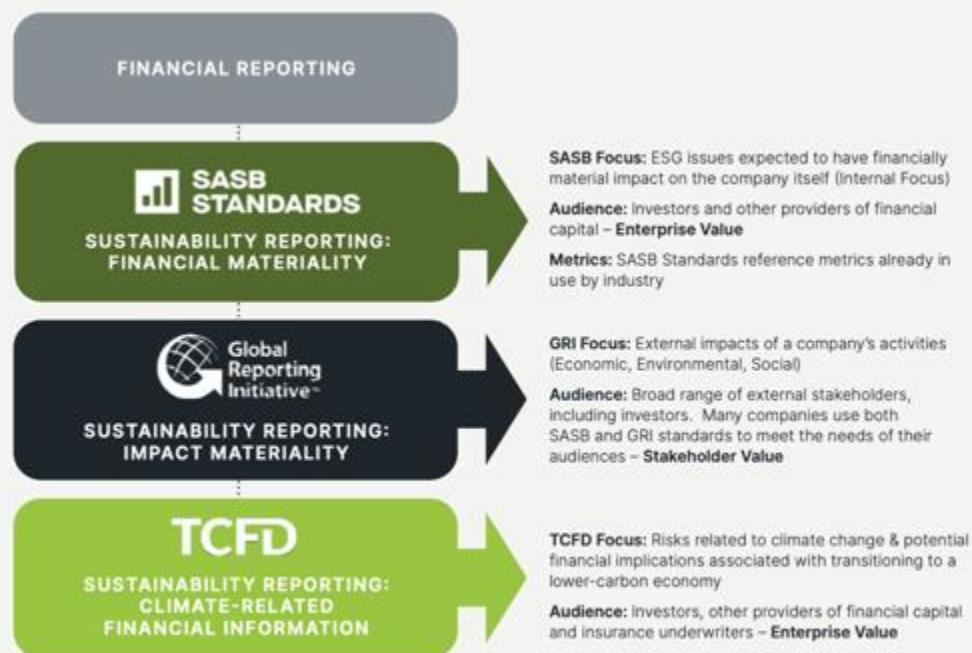 FINANCIAL REPORTING
SASB
STANDARDS
SUSTAINABILITY REPORTING:
FINANCIAL MATERIALITY
SASB Focus: ESG issues expected to have financially
material impact on the company itself (Internal Focus)
Audience: Investors and other providers of financial
capital – Enterprise Value
Metrics: SASB Standards reference metrics already in
use by industry
Global
Reporting
Initiative™
SUSTAINABILITY REPORTING:
IMPACT MATERIALITY
GRI Focus: External impacts of a company's activities
(Economic, Environmental, Social)
Audience: Broad range of external stakeholders,
including investors. Many companies use both
SASB and GRI standards to meet the needs of their
audiences – Stakeholder Value
TCFD
SUSTAINABILITY REPORTING:
CLIMATE-RELATED
FINANCIAL INFORMATION
TCFD Focus: Risks related to climate change & potential
financial implications associated with transitioning to a
lower-carbon economy
Audience: Investors, other providers of financial capital
and insurance underwriters – Enterprise Value